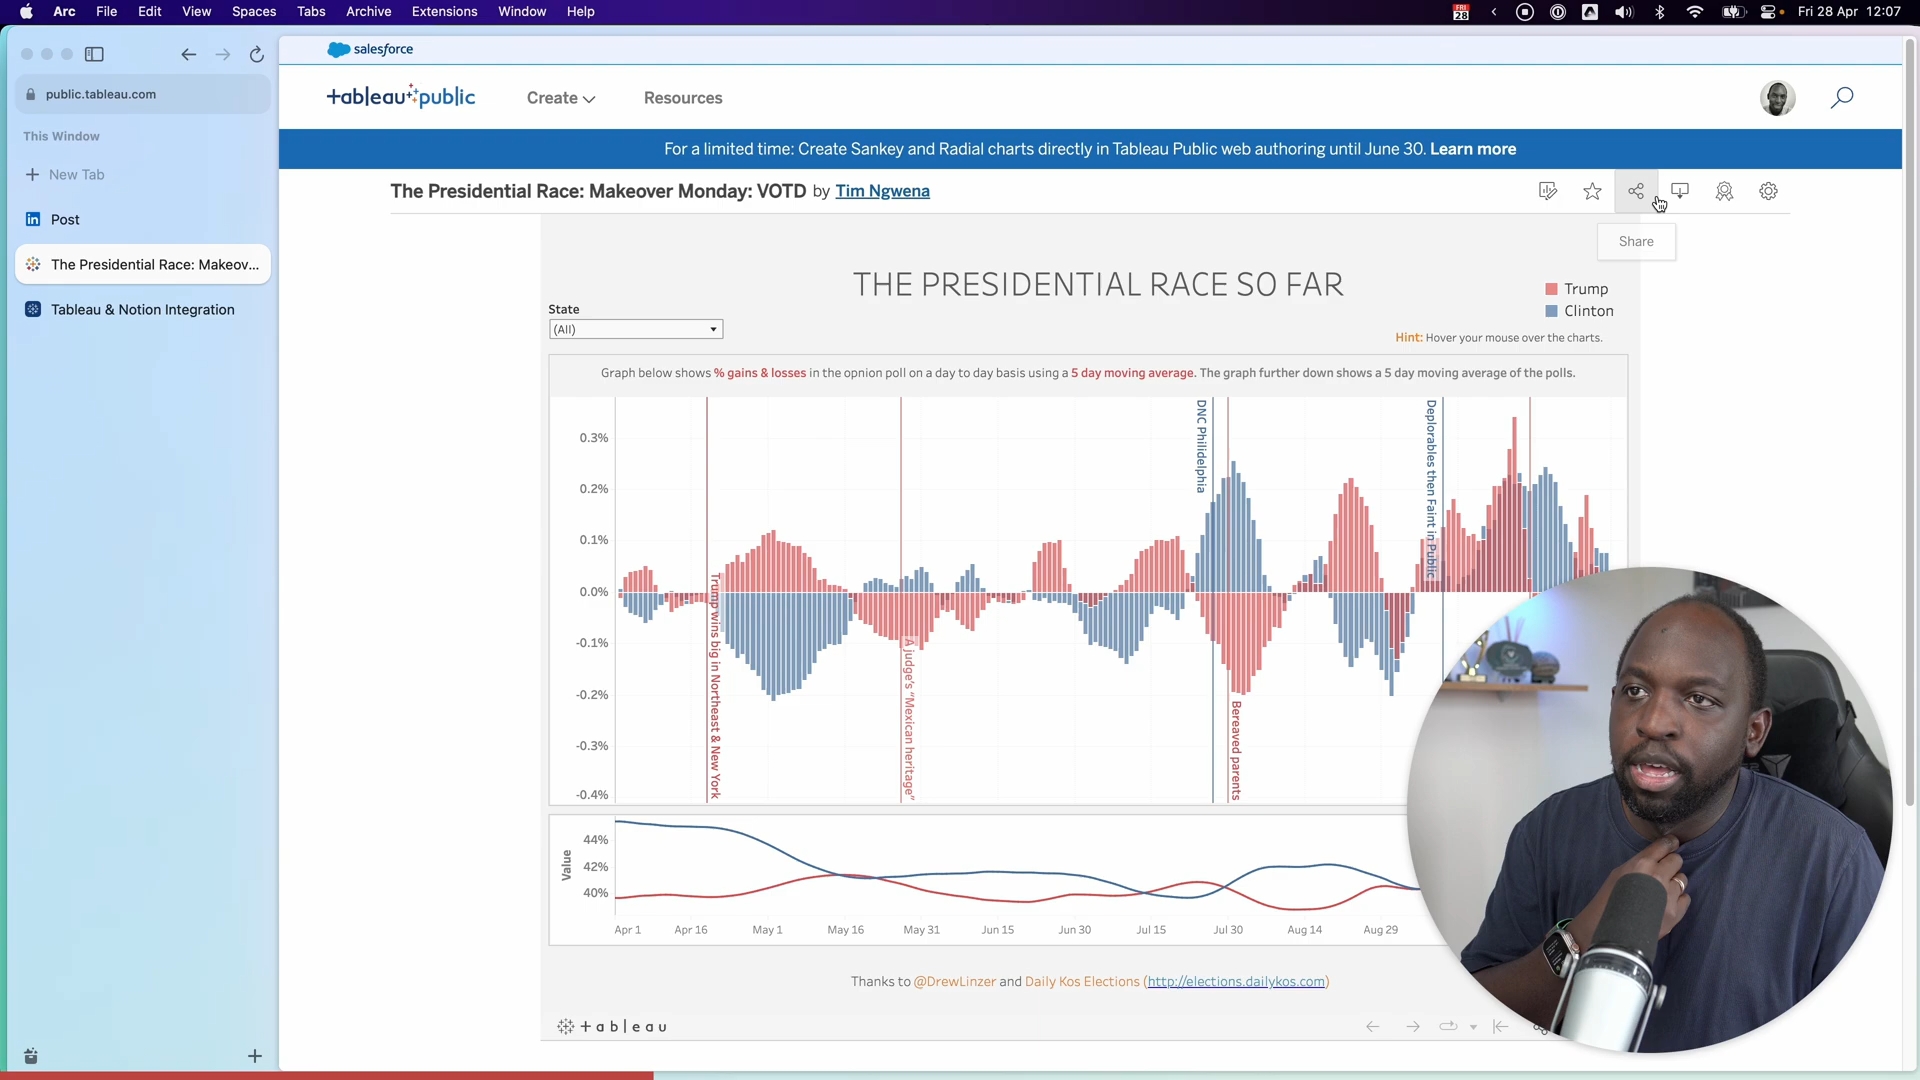 Arc File Edit View Spaces Tabs Archive Extensions Window Help
FRI 28
Fri 28 Apr 12:07
public.tableau.com
This Window
New Tab
Post
The Presidential Race: Makeov...
Tableau & Notion Integration
salesforce
+ableau public
Create
Resources
For a limited time: Create Sankey and Radial charts directly in Tableau Public web authoring until June 30. Learn more
The Presidential Race: Makeover Monday: VOTD by Tim Ngwena
Share
THE PRESIDENTIAL RACE SO FAR
Trump
Clinton
State
(All)
Hint: Hover your mouse over the charts.
Graph below shows % gains & losses in the opnion poll on a day to day basis using a 5 day moving average. The graph further down shows a 5 day moving average of the polls.
0.3%
0.2%
0.1%
0.0%
-0.1%
-0.2%
-0.3%
-0.4%
Trump wins big in Northeast & New York
A judge's "Mexican heritage"
DNC Philidelphia
Bereaved parents
Deplorables then Faint in Public
Value
44%
42%
40%
Apr 1 Apr 16 May 1 May 16 May 31 Jun 15 Jun 30 Jul 15 Jul 30 Aug 14 Aug 29
Thanks to @DrewLinzer and Daily Kos Elections (http://elections.dailykos.com)
+ableau